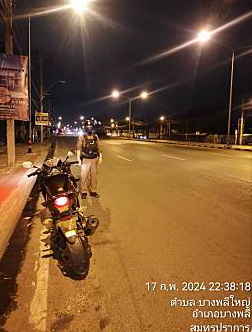 17 ก.พ. 2024 22:38:18
ตำบล บางพลีใหญ่
อำเภอบางพลี
สมุทรปราการ